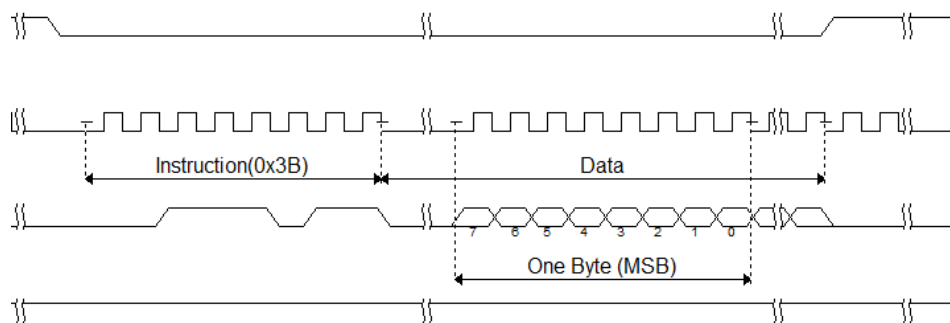 Instruction(0x3B)
Data
7 6 5 4 3 2 1 0
One Byte (MSB)